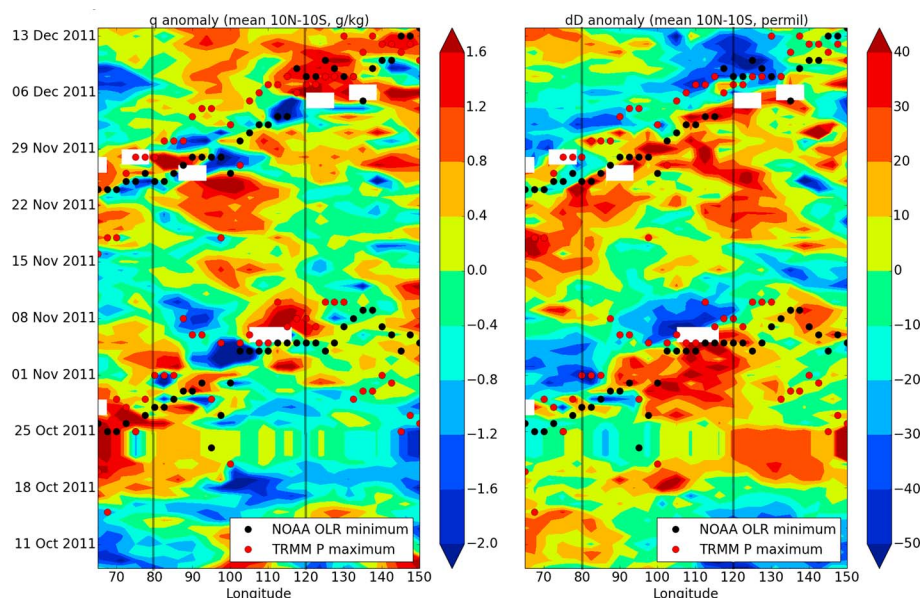 q anomaly (mean 10N-10S, g/kg)
13 Dec 2011
06 Dec 2011
29 Nov 2011
22 Nov 2011
15 Nov 2011
08 Nov 2011
01 Nov 2011
25 Oct 2011
18 Oct 2011
11 Oct 2011
NOAA OLR minimum
TRMM P maximum
70 80 90 100 110 120 130 140 150
Longitude
1.6
1.2
0.8
0.4
0.0
−0.4
−0.8
−1.2
−1.6
−2.0
dD anomaly (mean 10N-10S, permil)
NOAA OLR minimum
TRMM P maximum
70 80 90 100 110 120 130 140 150
Longitude
40
30
20
10
0
−10
−20
−30
−40
−50